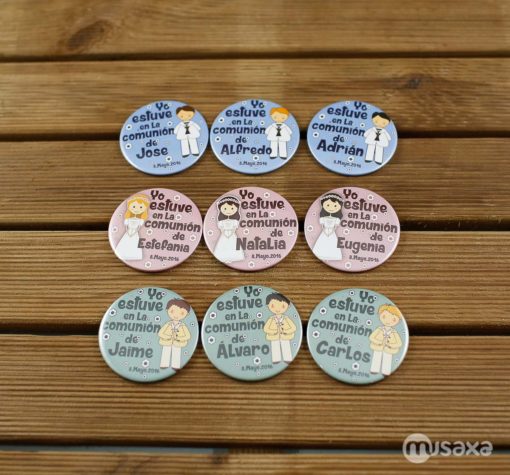 Yo
estuve
en La
comunión
de
Jose
8.Mayo.2016
Yo
estuve
en La
comunión
de
ALFredo
8.Mayo.2016
Yo
estuve
en La
comunión
de
Adrián
8.Mayo.2016
Yo
estuve
en La
comunión
de
Estefania
8.Mayo.2016
Yo
estuve
en La
comunión
de
NataLia
8.Mayo.2016
Yo
estuve
en La
comunión
de
Eugenia
8.Mayo.2016
Yo
estuve
en La
comunión
de
Jaime
8.Mayo.2016
Yo
estuve
en La
comunión
de
Alvaro
8.Mayo.2016
Yo
estuve
en La
comunión
de
CarLos
8.Mayo.2016
musaxa